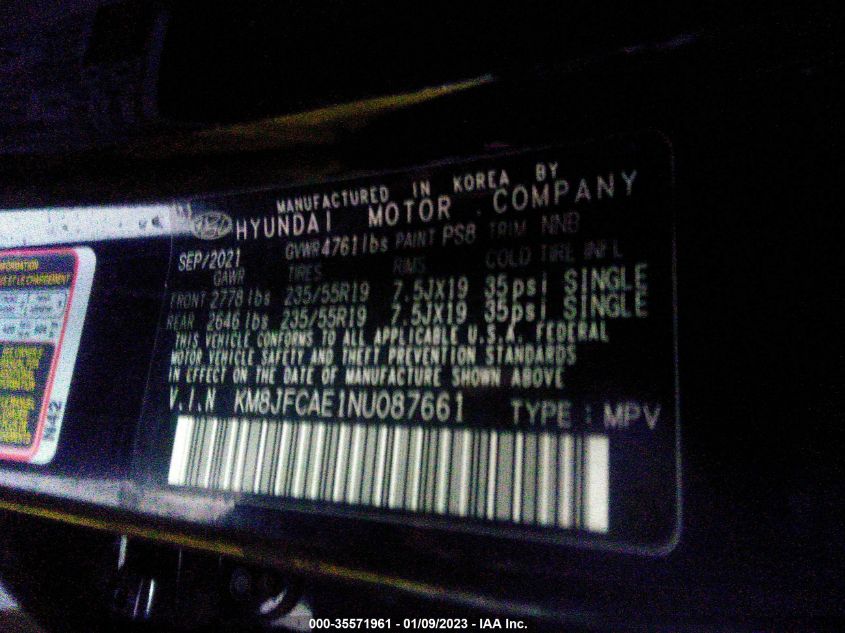 MANUFACTURED IN KOREA BY
HYUNDAI MOTOR COMPANY
SEP/2021 GVWR 4761lbs PAINT PS8 TRIM NNB
GAWR TIRES RIMS COLD TIRE INFL
FRONT 2778 lbs 235/55R19 7.5JX19 35psi SINGLE
REAR 2646 lbs 235/55R19 7.5JX19 35psi SINGLE
THIS VEHICLE CONFORMS TO ALL APPLICABLE U.S.A. FEDERAL
MOTOR VEHICLE SAFETY AND THEFT PREVENTION STANDARDS
IN EFFECT ON THE DATE OF MANUFACTURE SHOWN ABOVE
V.I.N KM8JFCAE1NU087661 TYPE : MPV
N42
000-35571961 - 01/09/2023 - IAA Inc.